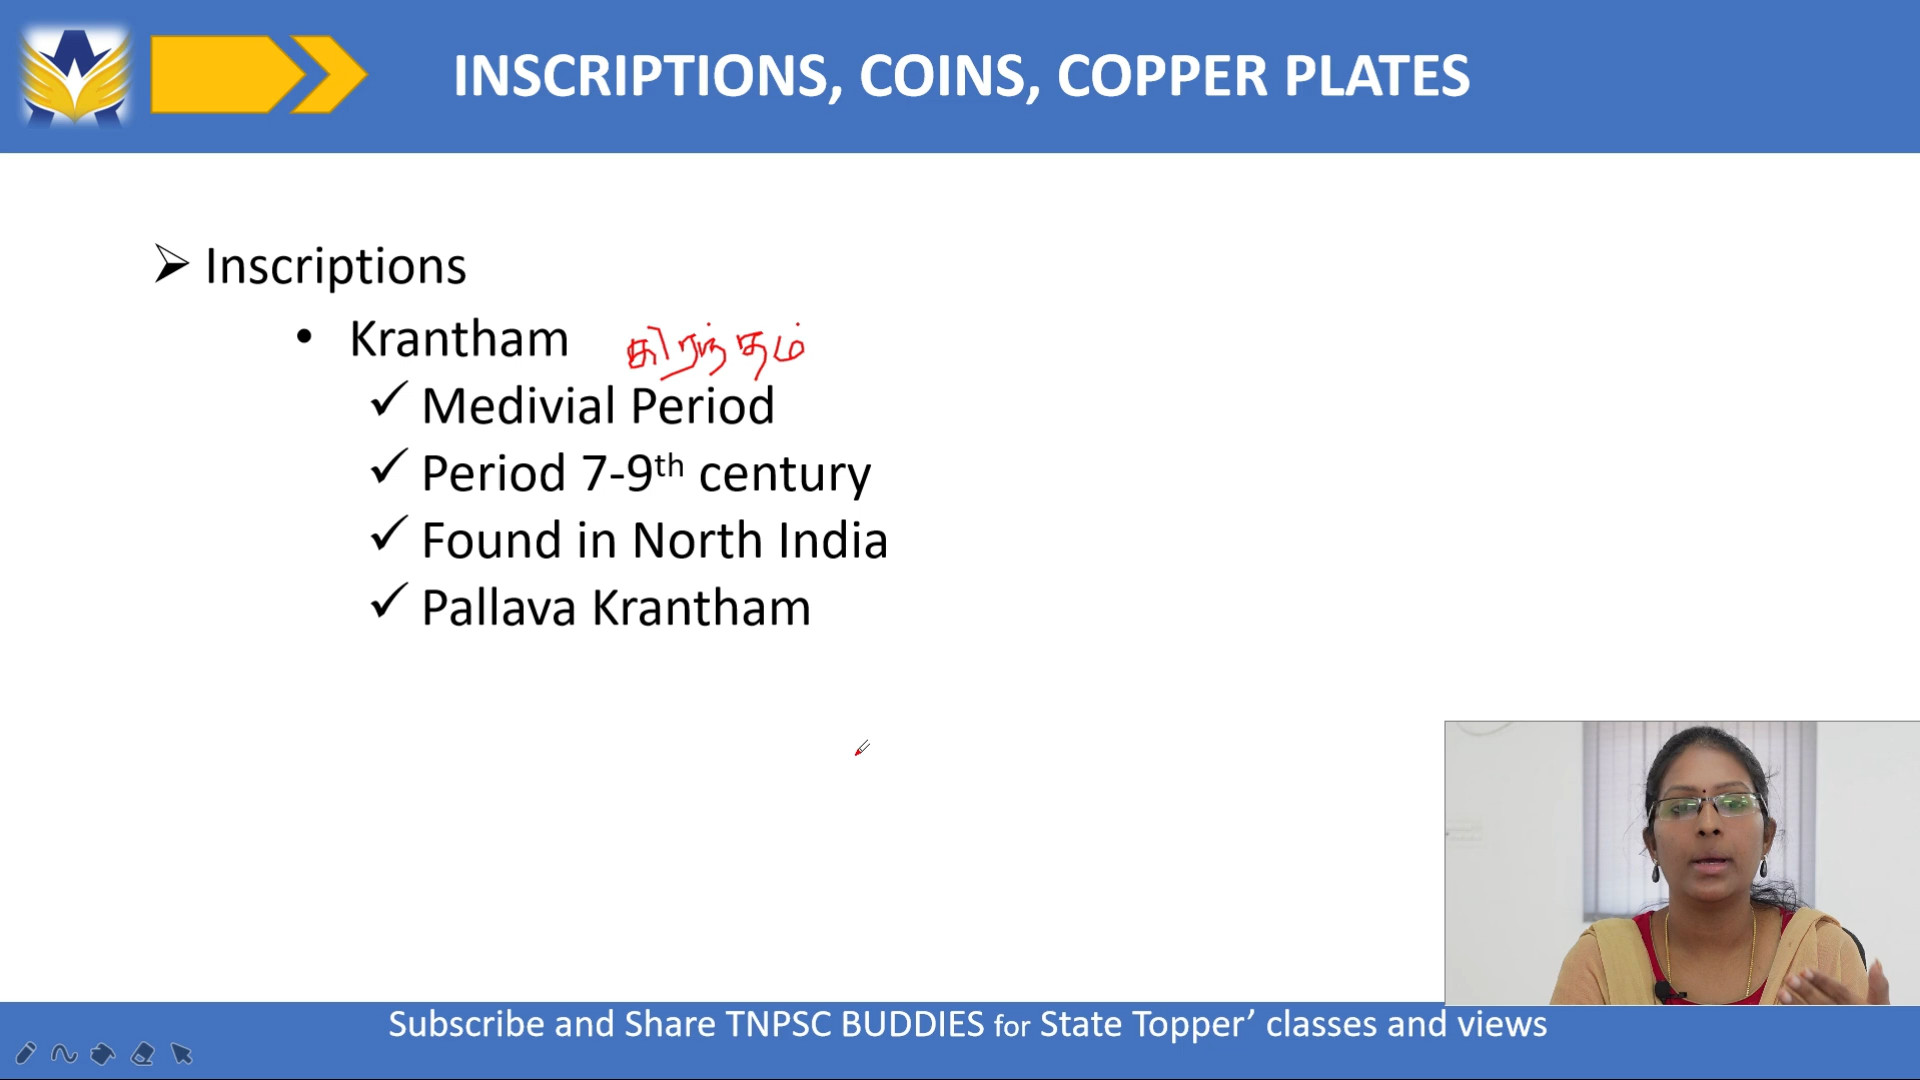 INSCRIPTIONS, COINS, COPPER PLATES
Inscriptions
Krantham கிரந்தம்
Medivial Period
Period 7-9th century
Found in North India
Pallava Krantham
Subscribe and Share TNPSC BUDDIES for State Topper’ classes and views